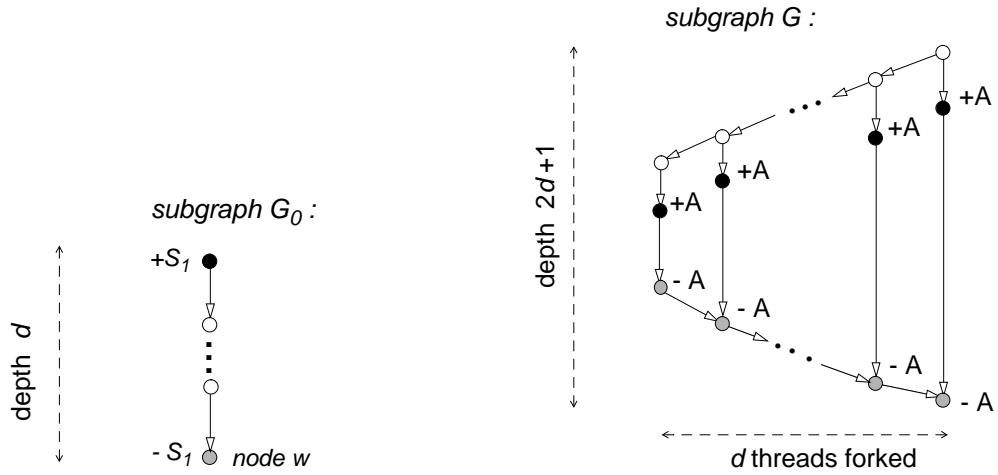 subgraph G :
+A
+A
+A
+A
depth 2d+1
subgraph G0 :
+S1
depth d
- A
- A
- A
- A
- S1 node w
d threads forked